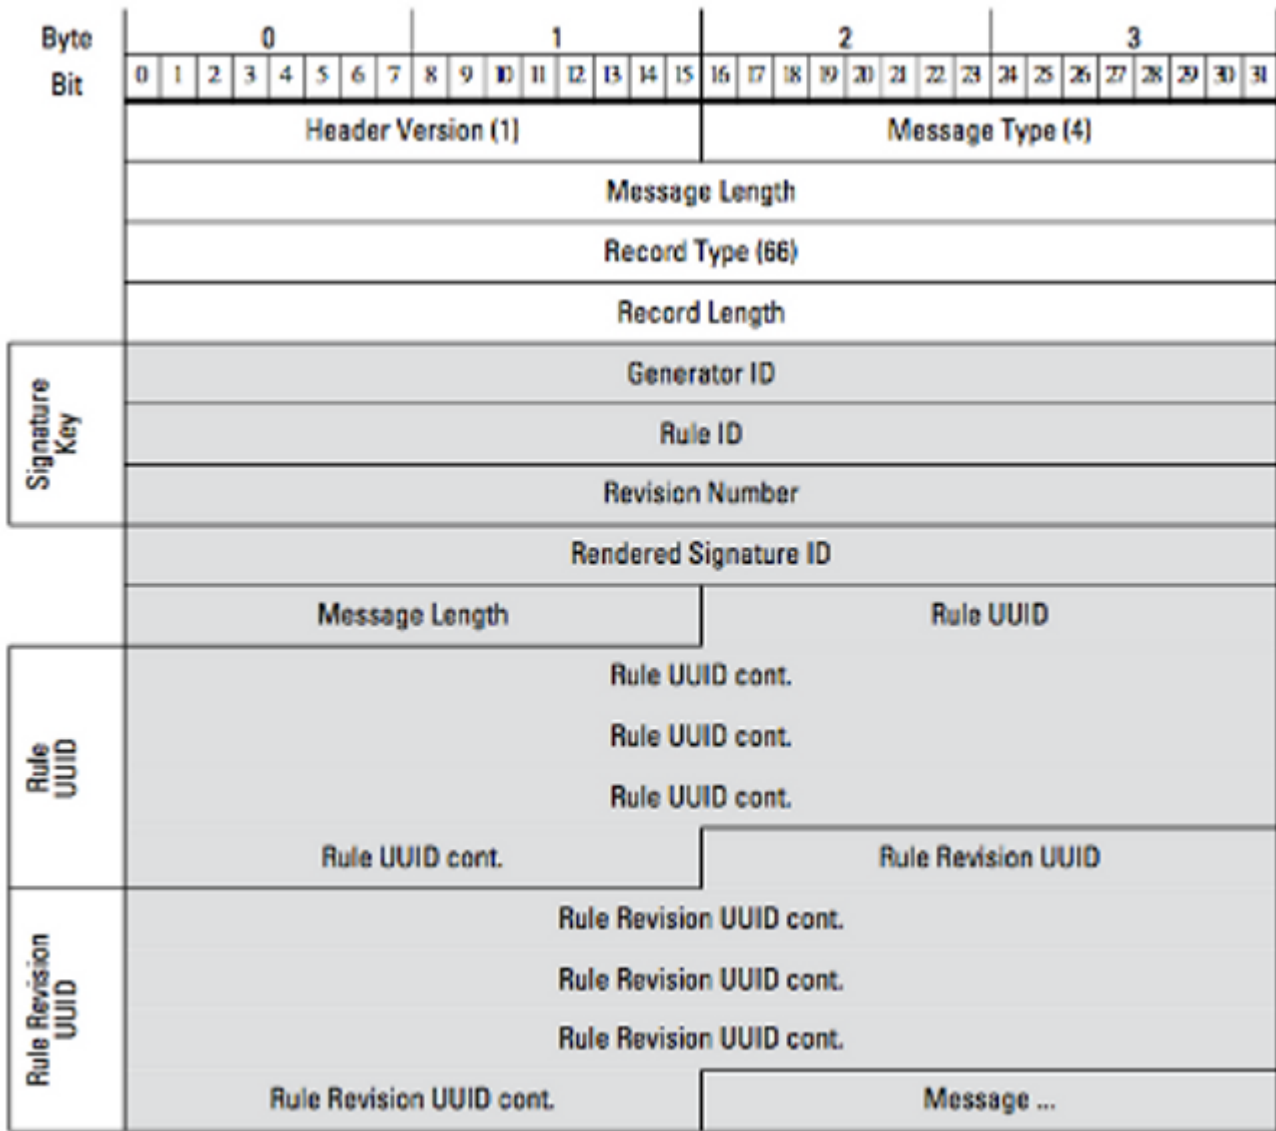 Byte 0 1 2 3
Bit 0 1 2 3 4 5 6 7 8 9 10 11 12 13 14 15 16 17 18 19 20 21 22 23 24 25 26 27 28 29 30 31
Header Version (1) Message Type (4)
Message Length
Record Type (66)
Record Length
Signature
Key
Generator ID
Rule ID
Revision Number
Rendered Signature ID
Message Length Rule UUID
Rule
UUID
Rule UUID cont.
Rule UUID cont.
Rule UUID cont.
Rule UUID cont. Rule Revision UUID
Rule Revision
UUID
Rule Revision UUID cont.
Rule Revision UUID cont.
Rule Revision UUID cont.
Rule Revision UUID cont. Message ...